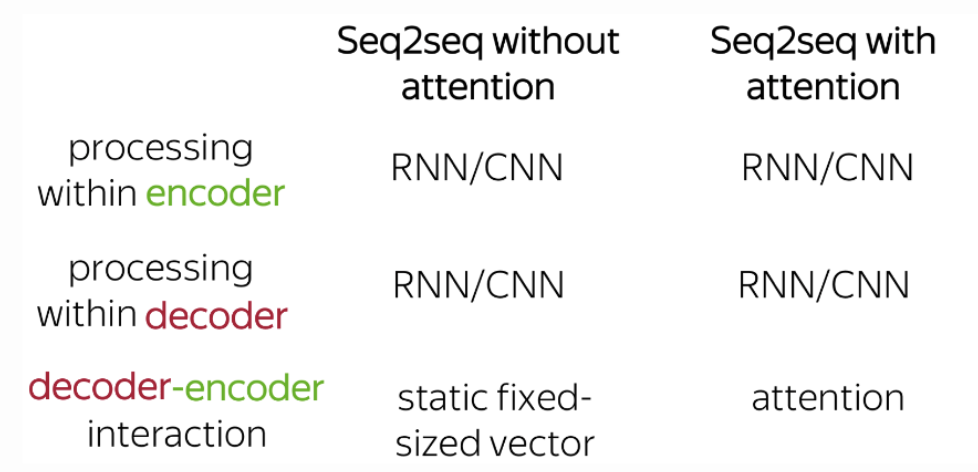 Seq2seq without
attention
Seq2seq with
attention
processing
within encoder
RNN/CNN
RNN/CNN
processing
within decoder
RNN/CNN
RNN/CNN
decoder-encoder
interaction
static fixed-
sized vector
attention